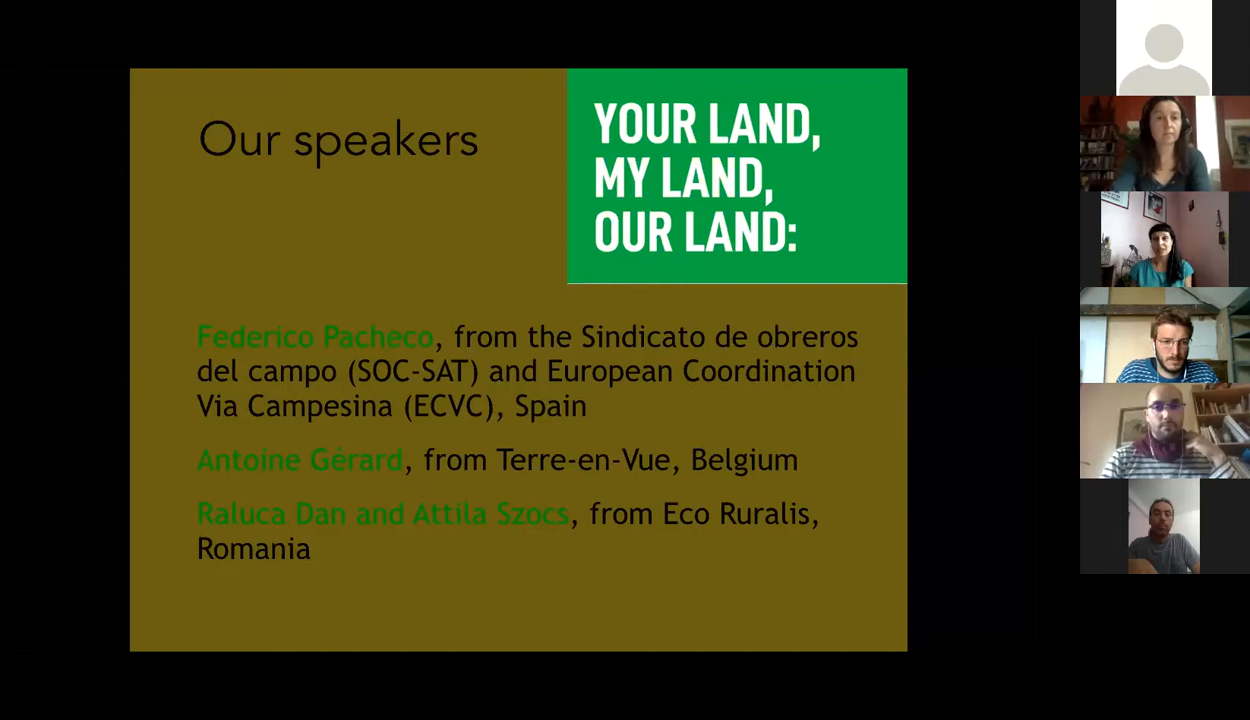 Our speakers
YOUR LAND,
MY LAND,
OUR LAND:
Federico Pacheco, from the Sindicato de obreros
del campo (SOC-SAT) and European Coordination
Via Campesina (ECVC), Spain
Antoine Gérard, from Terre-en-Vue, Belgium
Raluca Dan and Attila Szocs, from Eco Ruralis,
Romania